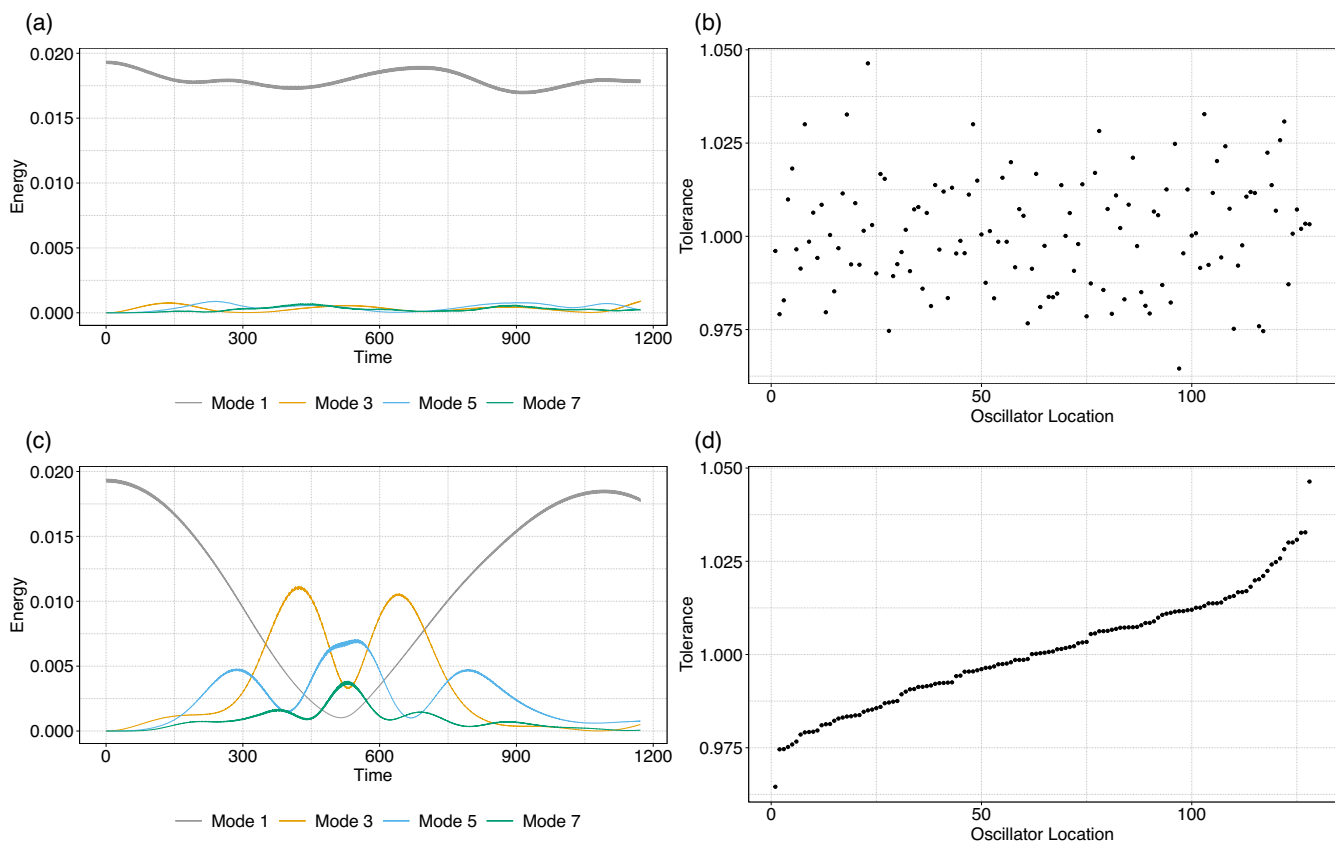 (a)
0.020
0.015
0.010
0.005
0.000
Energy
0 300 600 900 1200
Time
Mode 1 Mode 3 Mode 5 Mode 7
(b)
1.050
1.025
1.000
0.975
Tolerance
0 50 100
Oscillator Location
(c)
0.020
0.015
0.010
0.005
0.000
Energy
0 300 600 900 1200
Time
Mode 1 Mode 3 Mode 5 Mode 7
(d)
1.050
1.025
1.000
0.975
Tolerance
0 50 100
Oscillator Location